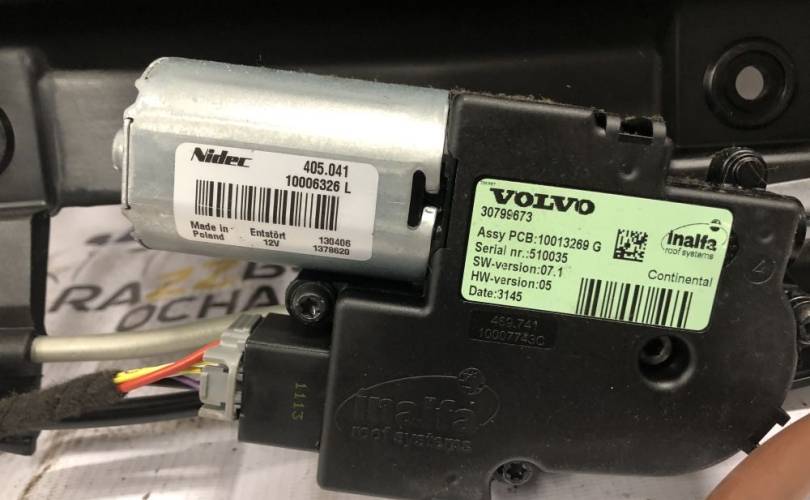 Nidec 405.041
10006326 L
Made in Poland
Entstört
12V
130406
1378620
VOLVO
30799673
Assy PCB:10013269 G
Serial nr.:510035
SW-version:07.1
HW-version:05
Date:3145
Inalfa
roof systems
Continental
469.741
10007743C
1113
Inalfa
roof systems
OCHA